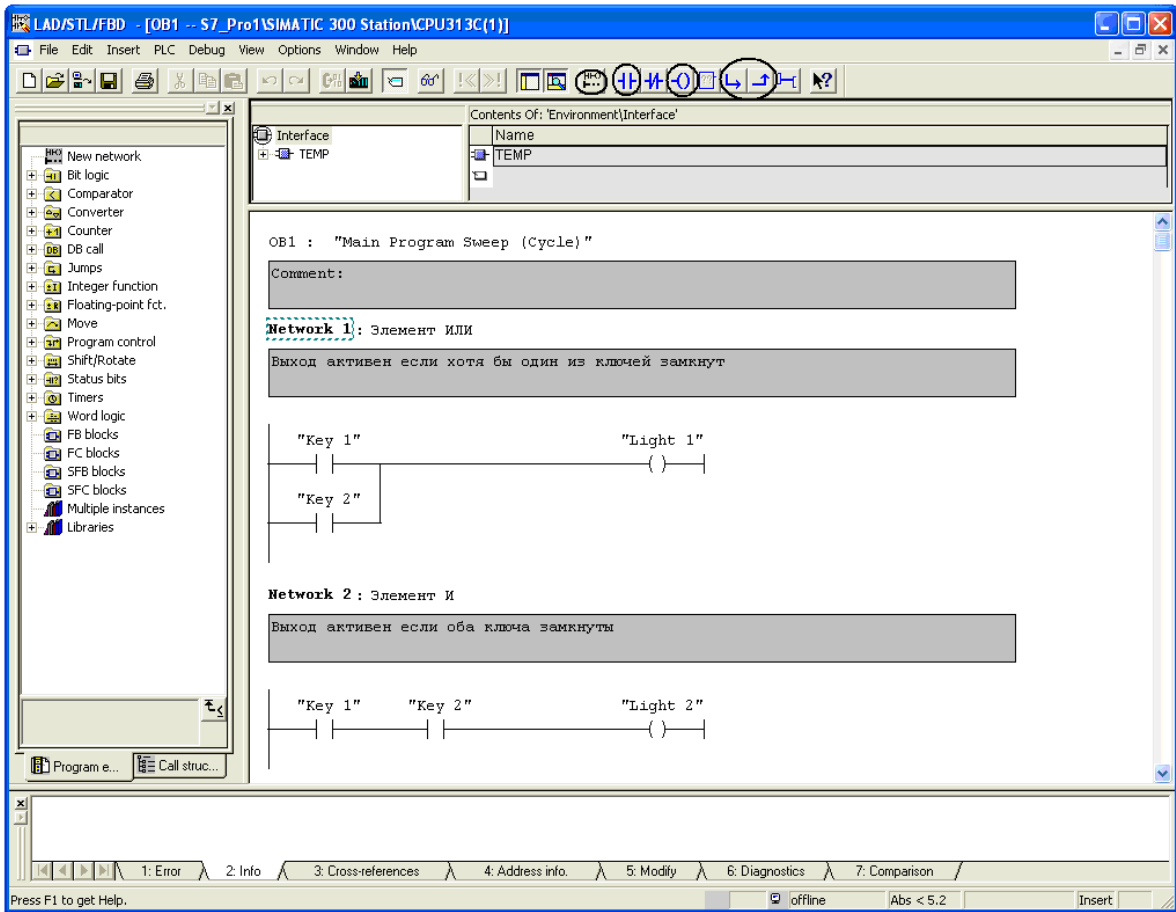 LAD/STL/FBD - [OB1 -- S7_Pro1\SIMATIC 300 Station\CPU313C(1)]
File Edit Insert PLC Debug View Options Window Help
New network
Bit logic
Comparator
Converter
Counter
DB call
Jumps
Integer function
Floating-point fct.
Move
Program control
Shift/Rotate
Status bits
Timers
Word logic
FB blocks
FC blocks
SFB blocks
SFC blocks
Multiple instances
Libraries
Program e... Call struc...
Interface
TEMP
Contents Of: 'Environment\Interface'
Name
TEMP
OB1 : "Main Program Sweep (Cycle)"
Comment:
Network 1: Элемент ИЛИ
Выход активен если хотя бы один из ключей замкнут
"Key 1" "Light 1"
"Key 2"
Network 2: Элемент И
Выход активен если оба ключа замкнуты
"Key 1" "Key 2" "Light 2"
1: Error 2: Info 3: Cross-references 4: Address info. 5: Modify 6: Diagnostics 7: Comparison
Press F1 to get Help. offline Abs < 5.2 Insert